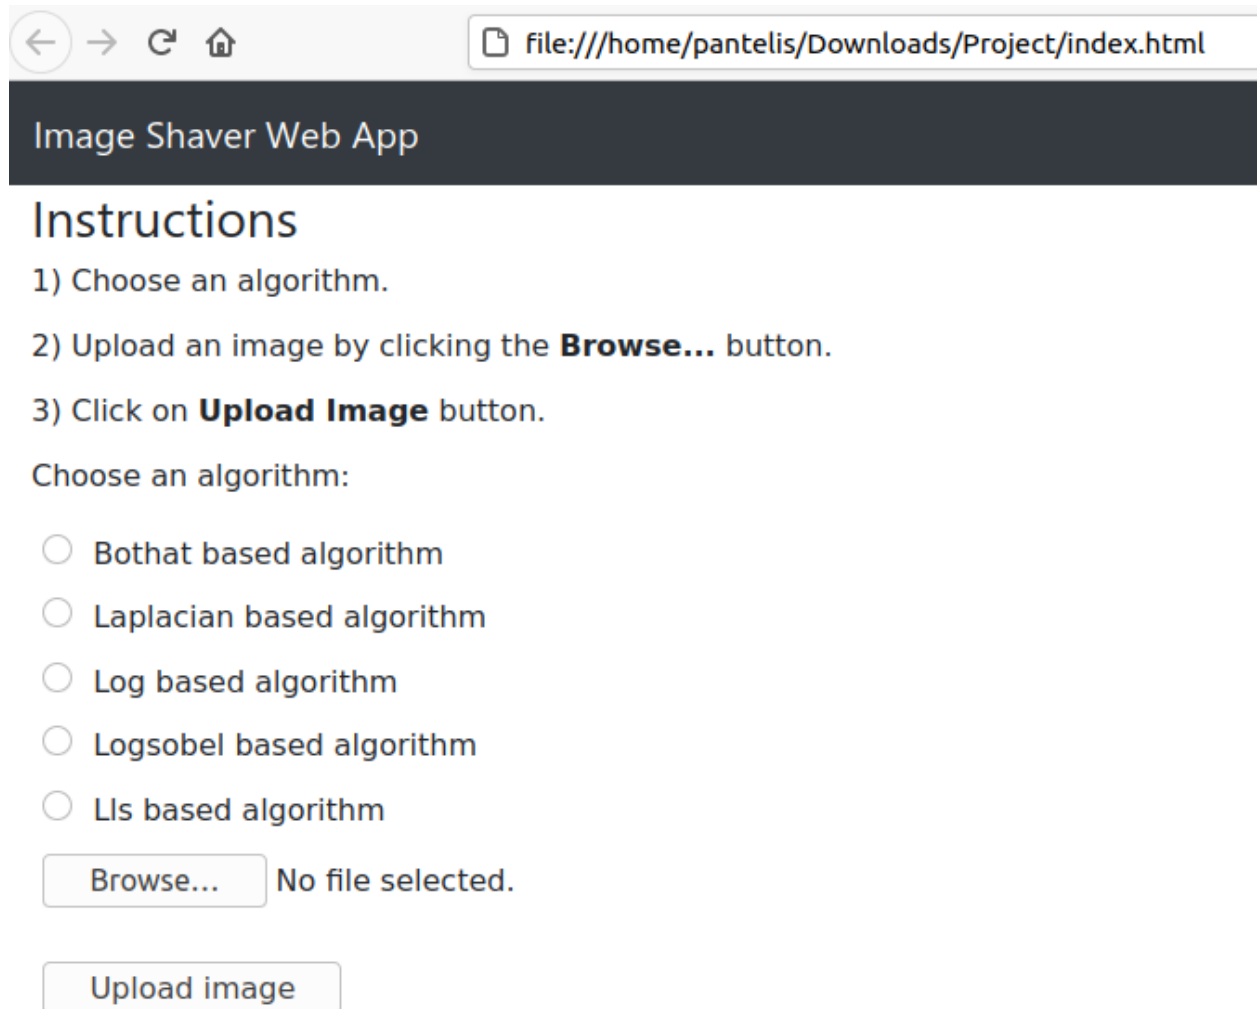 file:///home/pantelis/Downloads/Project/index.html
Image Shaver Web App
Instructions
1) Choose an algorithm.
2) Upload an image by clicking the Browse... button.
3) Click on Upload Image button.
Choose an algorithm:
Bothat based algorithm
Laplacian based algorithm
Log based algorithm
Logsobel based algorithm
Lls based algorithm
Browse... No file selected.
Upload image